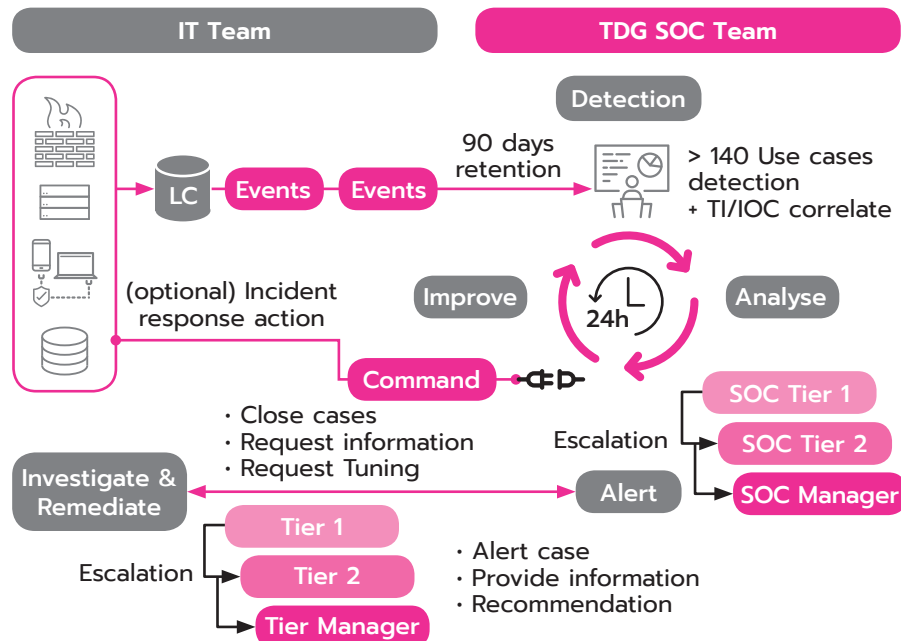 IT Team
TDG SOC Team
Detection
90 days
retention
> 140 Use cases
detection
+ TI/IOC correlate
LC
Events
Events
(optional) Incident
response action
Improve
24h
Analyse
Command
· Close cases
· Request information
· Request Tuning
SOC Tier 1
Escalation
SOC Tier 2
SOC Manager
Investigate &
Remediate
Alert
Tier 1
Escalation
Tier 2
Tier Manager
· Alert case
· Provide information
· Recommendation